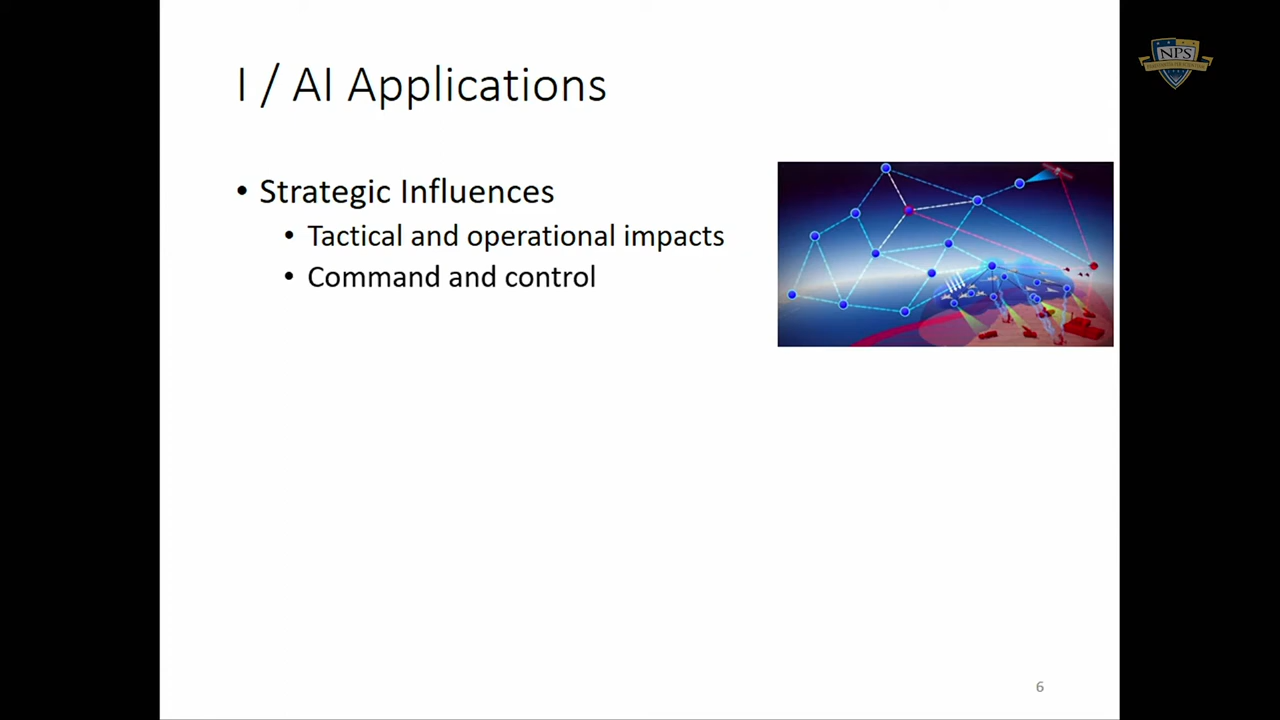 I / AI Applications
NPS
• Strategic Influences
• Tactical and operational impacts
• Command and control
6